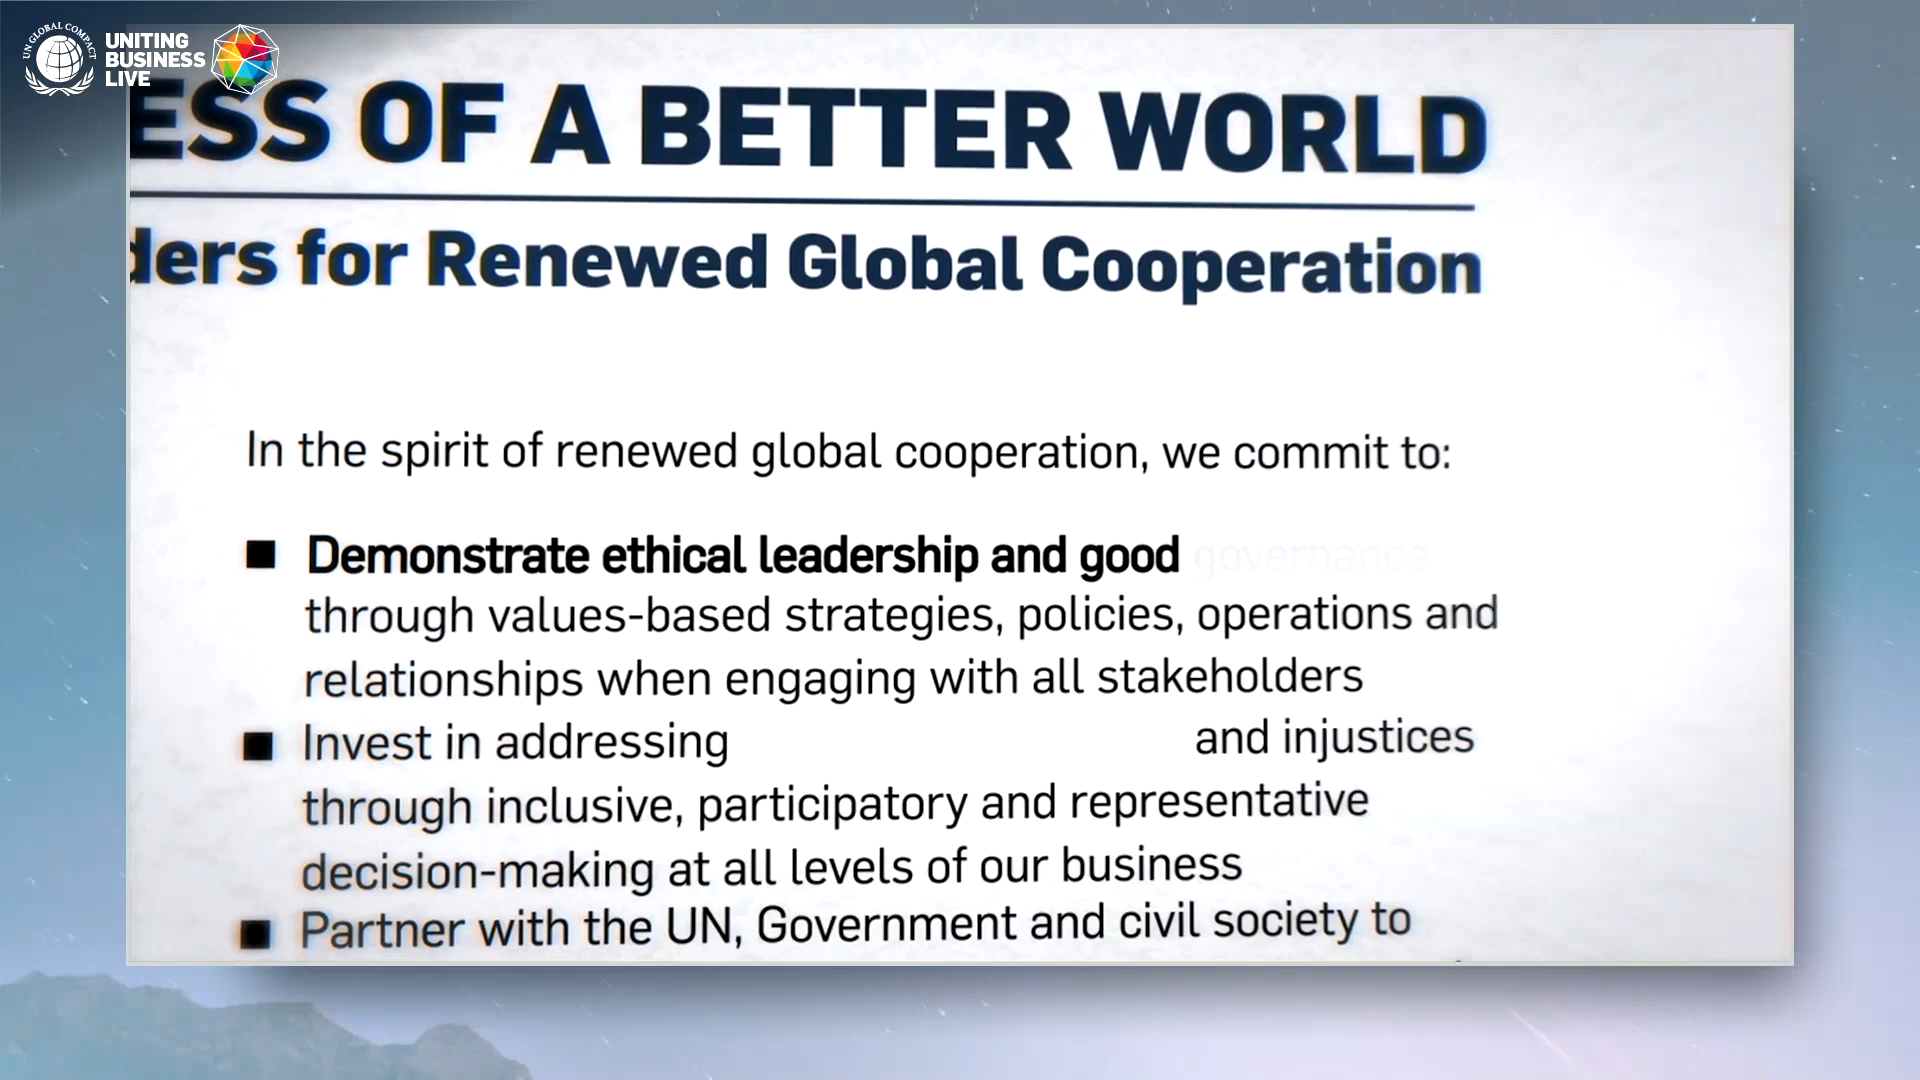 UN GLOBAL COMPACT
UNITING
BUSINESS
LIVE
ESS OF A BETTER WORLD
ders for Renewed Global Cooperation
In the spirit of renewed global cooperation, we commit to:
■ Demonstrate ethical leadership and good governance
through values-based strategies, policies, operations and
relationships when engaging with all stakeholders
■ Invest in addressing and injustices
through inclusive, participatory and representative
decision-making at all levels of our business
■ Partner with the UN, Government and civil society to